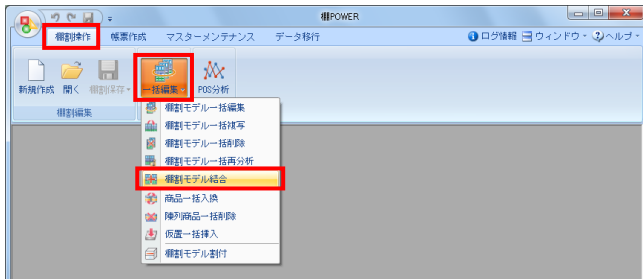 棚POWER
棚割操作 帳票作成 マスターメンテナンス データ移行 ログ情報 ウィンドウ ヘルプ
新規作成 開く 棚割保存 一括編集 POS分析
棚割編集
棚割モデル一括編集
棚割モデル一括複写
棚割モデル一括削除
棚割モデル一括再分析
棚割モデル結合
商品一括入換
陳列商品一括削除
仮置一括挿入
棚割モデル割付